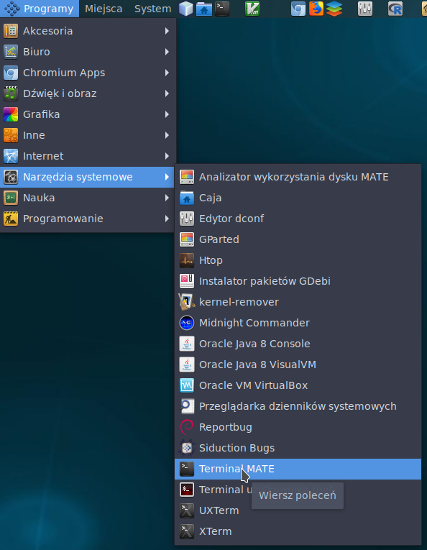 Programy Miejsca System
Akcesoria
Biuro
Chromium Apps
Dźwięk i obraz
Grafika
Inne
Internet
Narzędzia systemowe
Nauka
Programowanie
Analizator wykorzystania dysku MATE
Caja
Edytor dconf
GParted
Htop
Instalator pakietów GDebi
kernel-remover
Midnight Commander
Oracle Java 8 Console
Oracle Java 8 VisualVM
Oracle VM VirtualBox
Przeglądarka dzienników systemowych
Reportbug
Siduction Bugs
Terminal MATE
Terminal u
Wiersz poleceń
UXTerm
XTerm